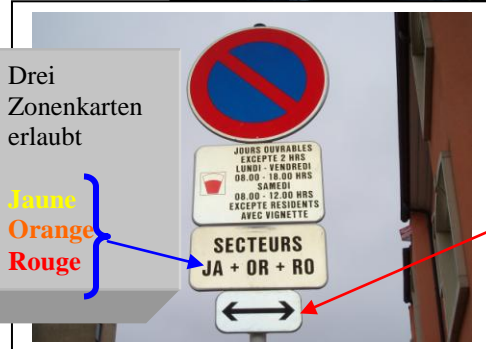 Drei
Zonenkarten
erlaubt
Jaune
Orange
Rouge
JOURS OUVRABLES
EXCEPTE 2 HRS
LUNDI - VENDREDI
08.00 - 18.00 HRS
SAMEDI
08.00 - 12.00 HRS
EXCEPTE RESIDENTS
AVEC VIGNETTE
SECTEURS
JA + OR + RO